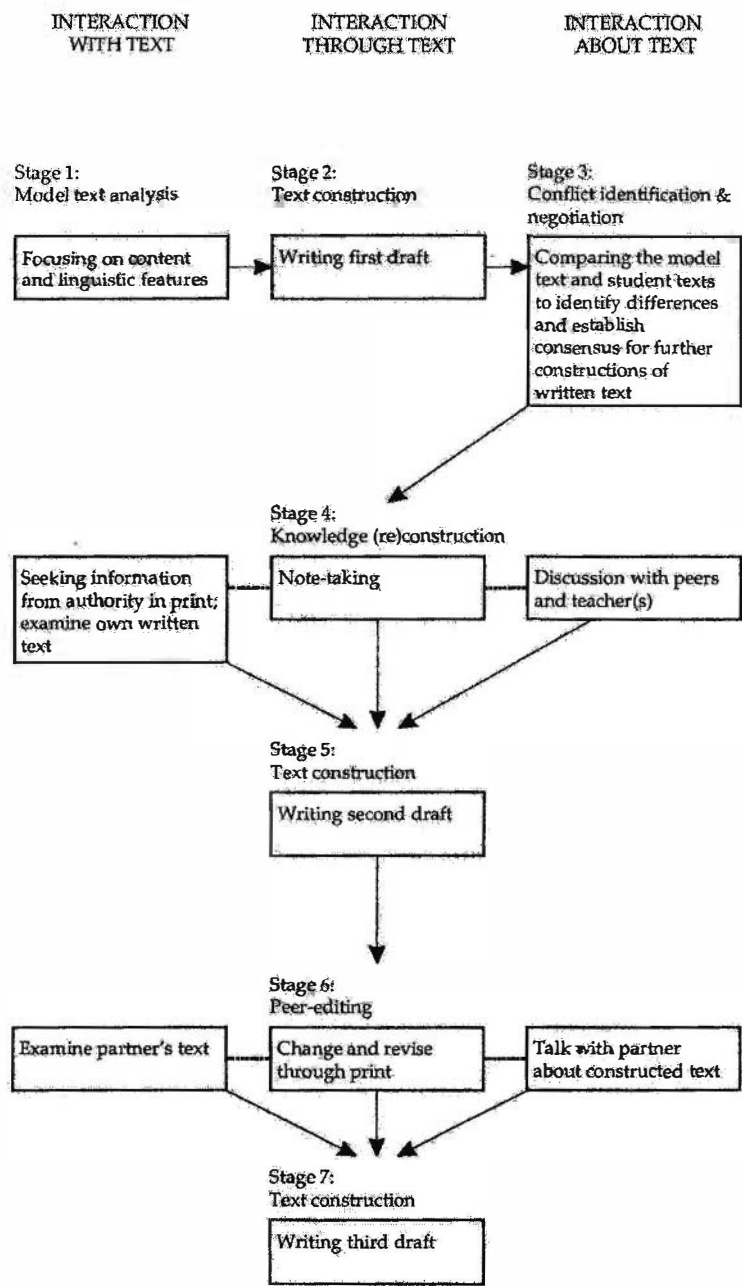 INTERACTION
WITH TEXT
INTERACTION
THROUGH TEXT
INTERACTION
ABOUT TEXT
Stage 1:
Model text analysis
Focusing on content
and linguistic features
Stage 2:
Text construction
Writing first draft
Stage 3:
Conflict identification &
negotiation
Comparing the model
text and student texts
to identify differences
and establish
consensus for further
constructions of
written text
Stage 4:
Knowledge (re)construction
Seeking information
from authority in print;
examine own written
text
Note-taking
Discussion with peers
and teacher(s)
Stage 5:
Text construction
Writing second draft
Stage 6:
Peer-editing
Examine partner's text
Change and revise
through print
Talk with partner
about constructed text
Stage 7:
Text construction
Writing third draft